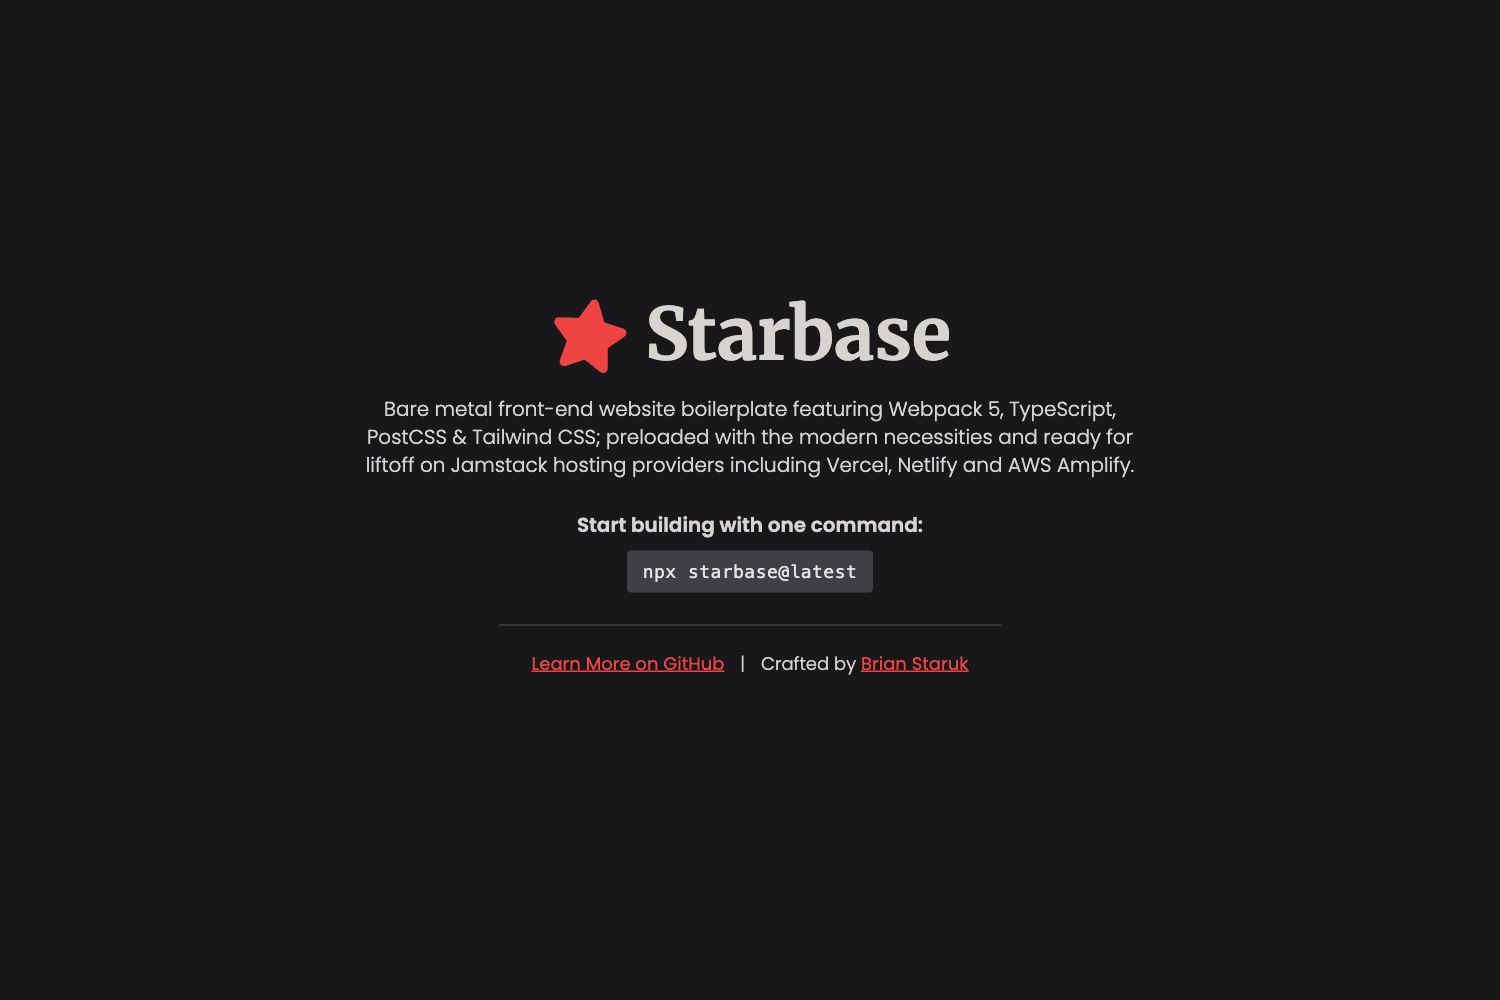 Starbase
Bare metal front-end website boilerplate featuring Webpack 5, TypeScript,
PostCSS & Tailwind CSS; preloaded with the modern necessities and ready for
liftoff on Jamstack hosting providers including Vercel, Netlify and AWS Amplify.
Start building with one command:
npx starbase@latest
Learn More on GitHub | Crafted by Brian Staruk